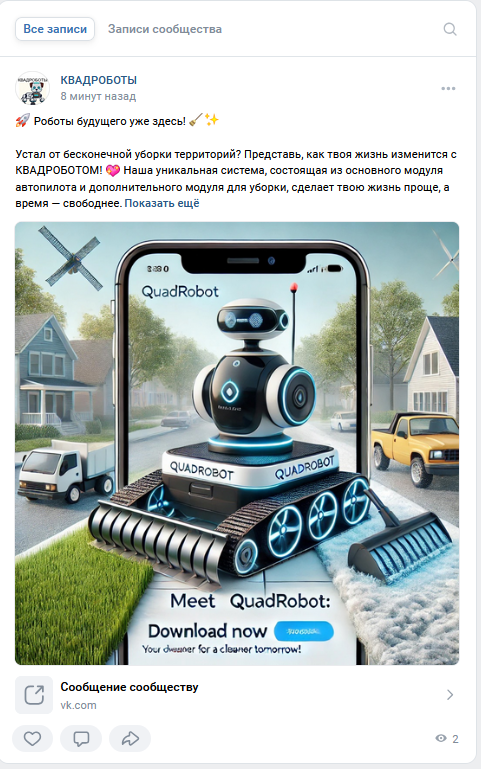 Все записи
Записи сообщества
КВАДРОБОТЫ
КВАДРОБОТЫ
8 минут назад
🚀 Роботы будущего уже здесь! 🧹✨
Устал от бесконечной уборки территорий? Представь, как твоя жизнь изменится с
КВАДРОБОТОМ! 💖 Наша уникальная система, состоящая из основного модуля
автопилота и дополнительного модуля для уборки, сделает твою жизнь проще, а
время — свободнее. Показать ещё
QuadRobot
QUADROBOT
QUADROBOT
Meet QuadRobot:
Download now
for a cleaner tomorrow!
Сообщение сообществу
vk.com
2